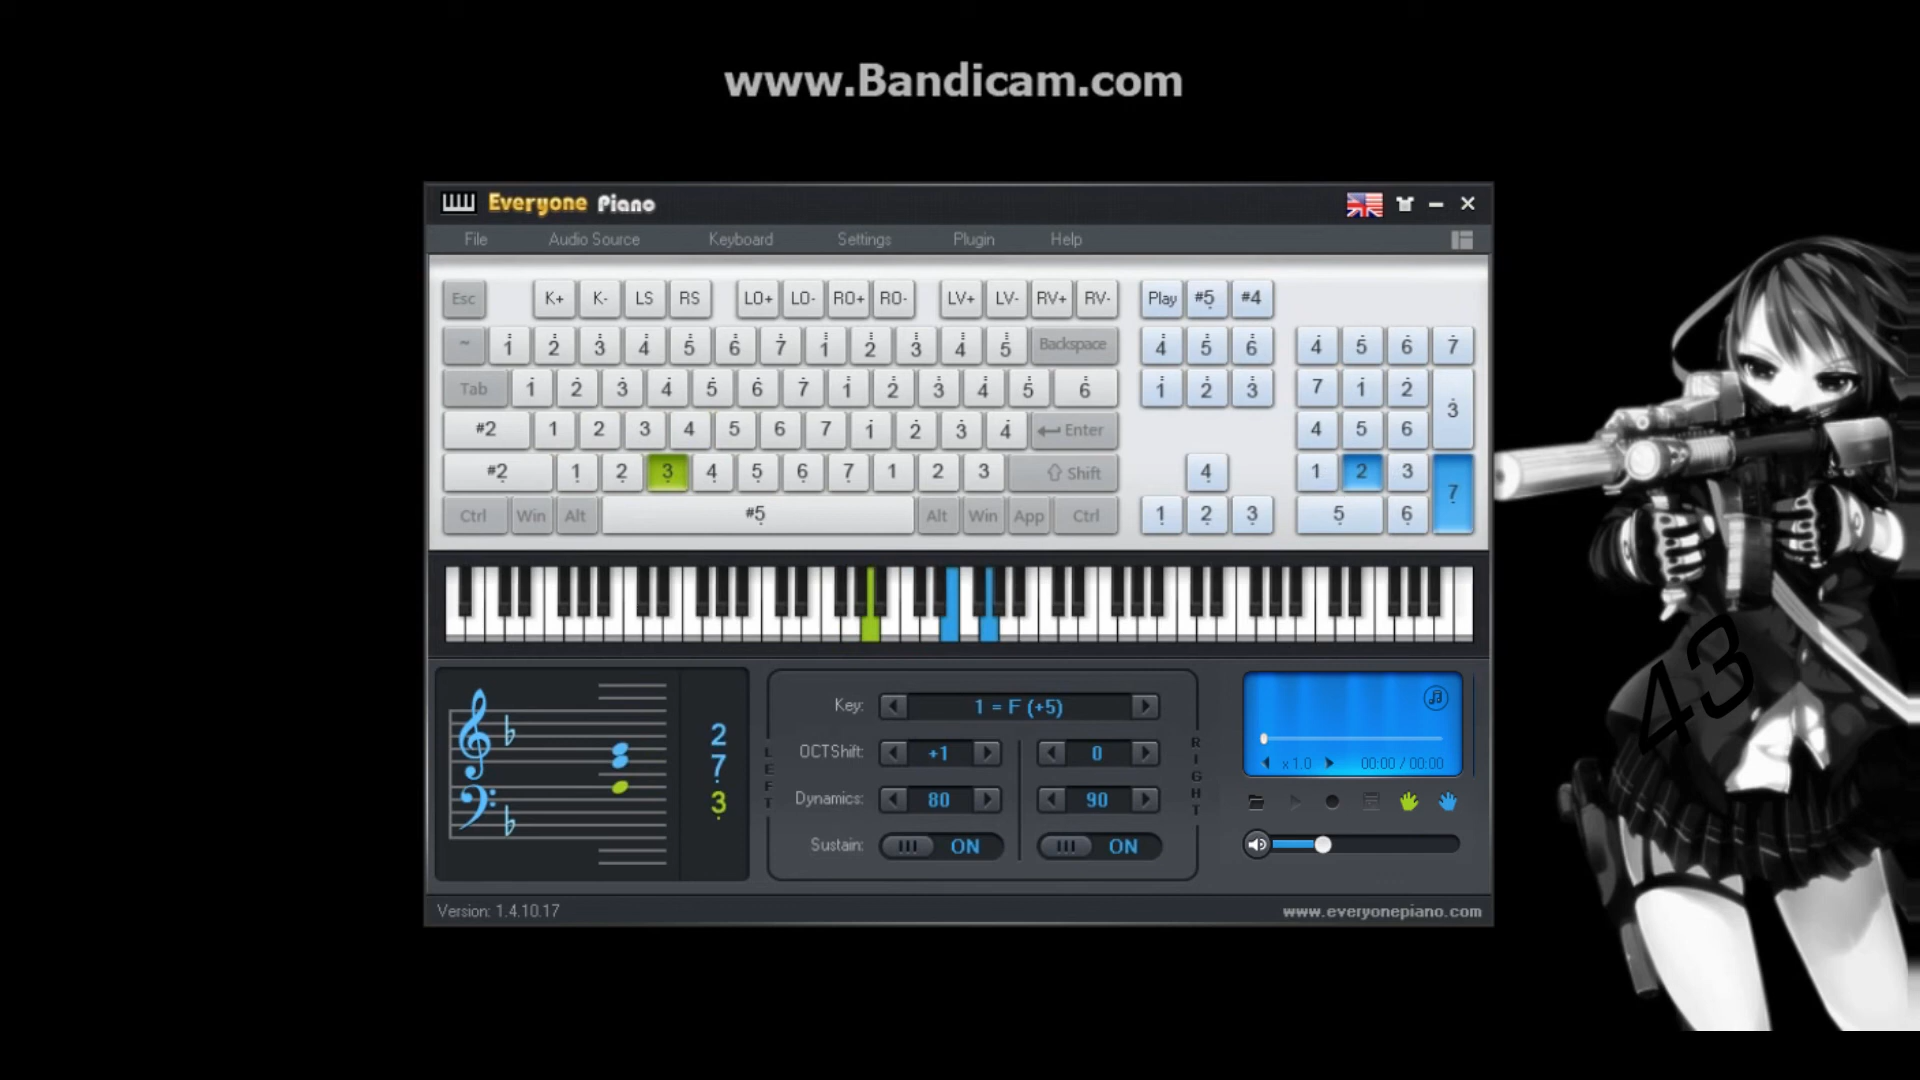 www.Bandicam.com
Everyone Piano
File Audio Source Keyboard Settings Plugin Help
Esc K+ K- LS RS LO+ LO- RO+ RO- LV+ LV- RV+ RV- Play #5 #4
~ 1 2 3 4 5 6 7 1 2 3 4 5 Backspace 4 5 6 4 5 6 7
Tab 1 2 3 4 5 6 7 1 2 3 4 5 6 1 2 3 7 1 2 3
#2 1 2 3 4 5 6 7 1 2 3 4 Enter 4 5 6
#2 1 2 3 4 5 6 7 1 2 3 Shift 4 1 2 3 7
Ctrl Win Alt #5 Alt Win App Ctrl 1 2 3 5 6
43
2
7
3
LEFT
Key: 1 = F (+5)
OCTShift: +1 0
Dynamics: 80 90
Sustain: ON ON
RIGHT
x1.0 00:00 / 00:00
Version: 1.4.10.17 www.everyonepiano.com